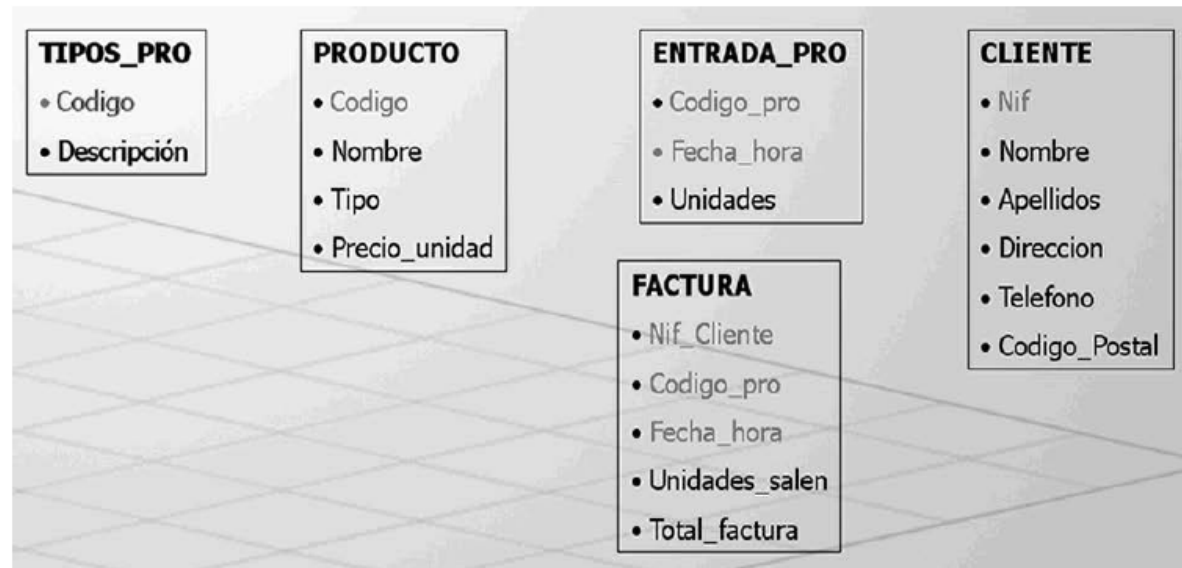 TIPOS_PRO
• Codigo
• Descripción
PRODUCTO
• Codigo
• Nombre
• Tipo
• Precio_unidad
ENTRADA_PRO
• Codigo_pro
• Fecha_hora
• Unidades
FACTURA
• Nif_Cliente
• Codigo_pro
• Fecha_hora
• Unidades_salen
• Total_factura
CLIENTE
• Nif
• Nombre
• Apellidos
• Direccion
• Telefono
• Codigo_Postal